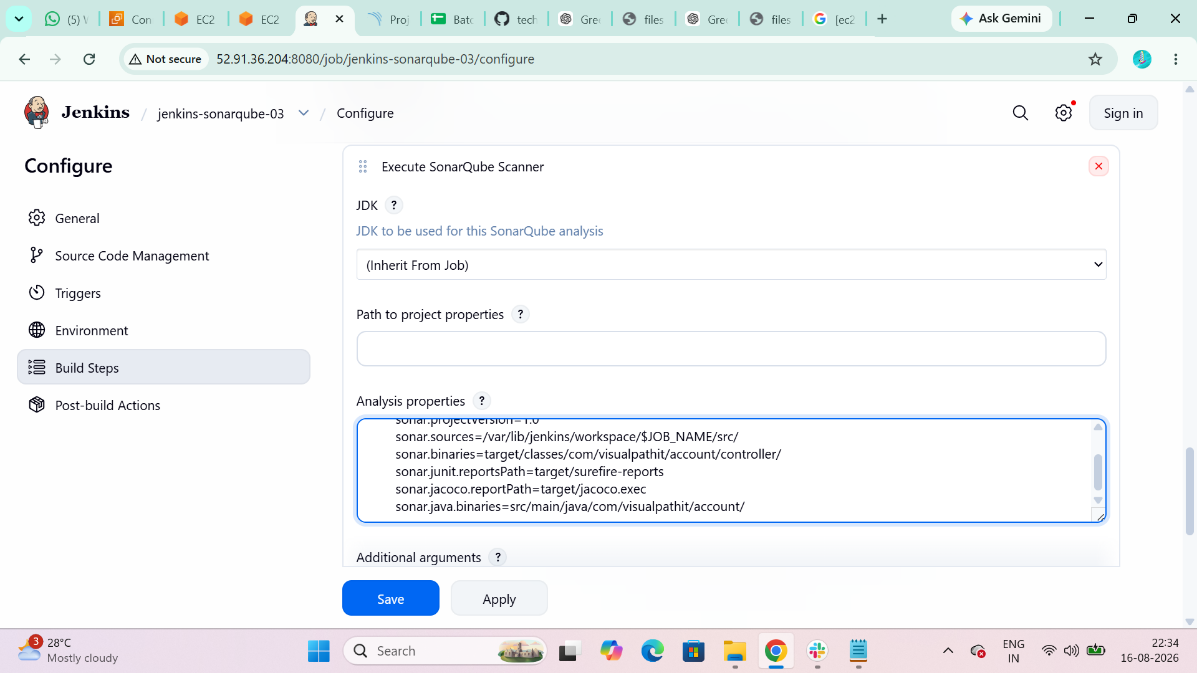 (5) W
Con
EC2
EC2
Proj
Batc
tech
Gre
files
Gre
files
[ec2
Ask Gemini
Not secure
52.91.36.204:8080/job/jenkins-sonarqube-03/configure
Jenkins / jenkins-sonarqube-03 / Configure
Sign in
Configure
General
Source Code Management
Triggers
Environment
Build Steps
Post-build Actions
Execute SonarQube Scanner
JDK ?
JDK to be used for this SonarQube analysis
(Inherit From Job)
Path to project properties ?
Analysis properties ?
sonar.projectVersion=1.0
sonar.sources=/var/lib/jenkins/workspace/$JOB_NAME/src/
sonar.binaries=target/classes/com/visualpathit/account/controller/
sonar.junit.reportsPath=target/surefire-reports
sonar.jacoco.reportPath=target/jacoco.exec
sonar.java.binaries=src/main/java/com/visualpathit/account/
Additional arguments ?
Save
Apply
3
28°C
Mostly cloudy
Search
ENG
IN
22:34
16-08-2026